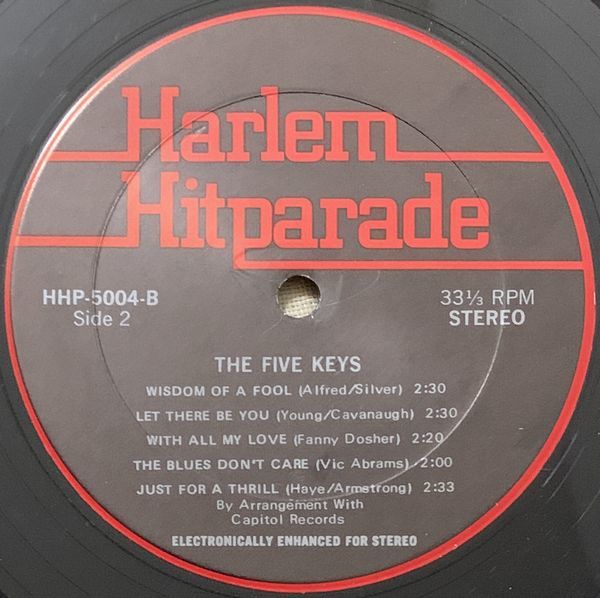 Harlem
Hitparade
HHP-5004-B
Side 2
33⅓ RPM
STEREO
THE FIVE KEYS
WISDOM OF A FOOL (Alfred/Silver) 2:30
LET THERE BE YOU (Young/Cavanaugh) 2:30
WITH ALL MY LOVE (Fanny Dosher) 2:20
THE BLUES DON'T CARE (Vic Abrams) 2:00
JUST FOR A THRILL (Haye/Armstrong) 2:33
By Arrangement With
Capitol Records
ELECTRONICALLY ENHANCED FOR STEREO